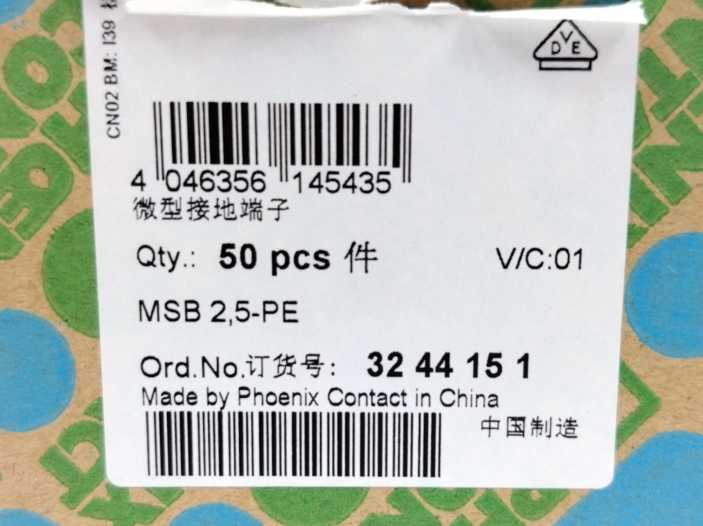 VDE
CN02 BM: I39
4 046356 145435
微型接地端子
Qty.: 50 pcs 件 V/C:01
MSB 2,5-PE
Ord.No.订货号: 32 44 15 1
Made by Phoenix Contact in China
中国制造